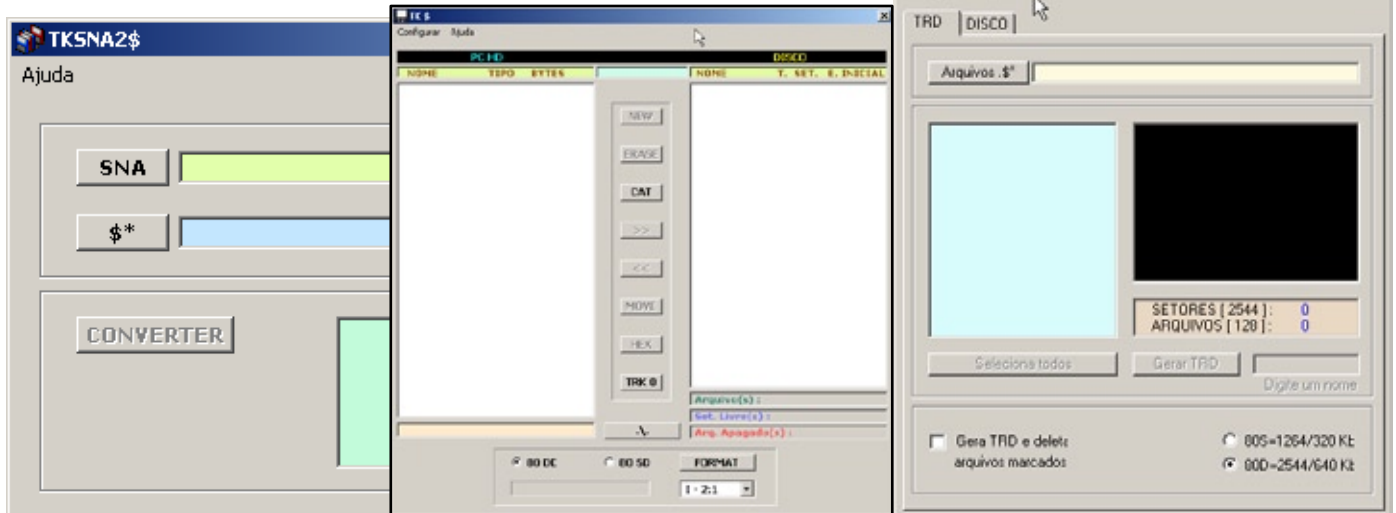 TKSNA2$
Ajuda
SNA
$*
CONVERTER
TK $
Configurar Ajuda
PC HD
DISCO
NOME TIPO BYTES
NOME T. SET. E. INICIAL
NEW
ERASE
CAT
>>
<<
MOVE
HEX
TRK 0
Arquivo(s) :
Set. Livre(s) :
Arq. Apagado(s) :
80 SD
FORMAT
1 - 2:1
TRD DISCO
Arquivos .$*
SETORES [ 2544 ]: 0
ARQUIVOS [ 128 ]: 0
Seleciona todos
Gerar TRD
Digite um nome
Gera TRD e deleta
arquivos marcados
80S=1264/320 Kb
80D=2544/640 Kb